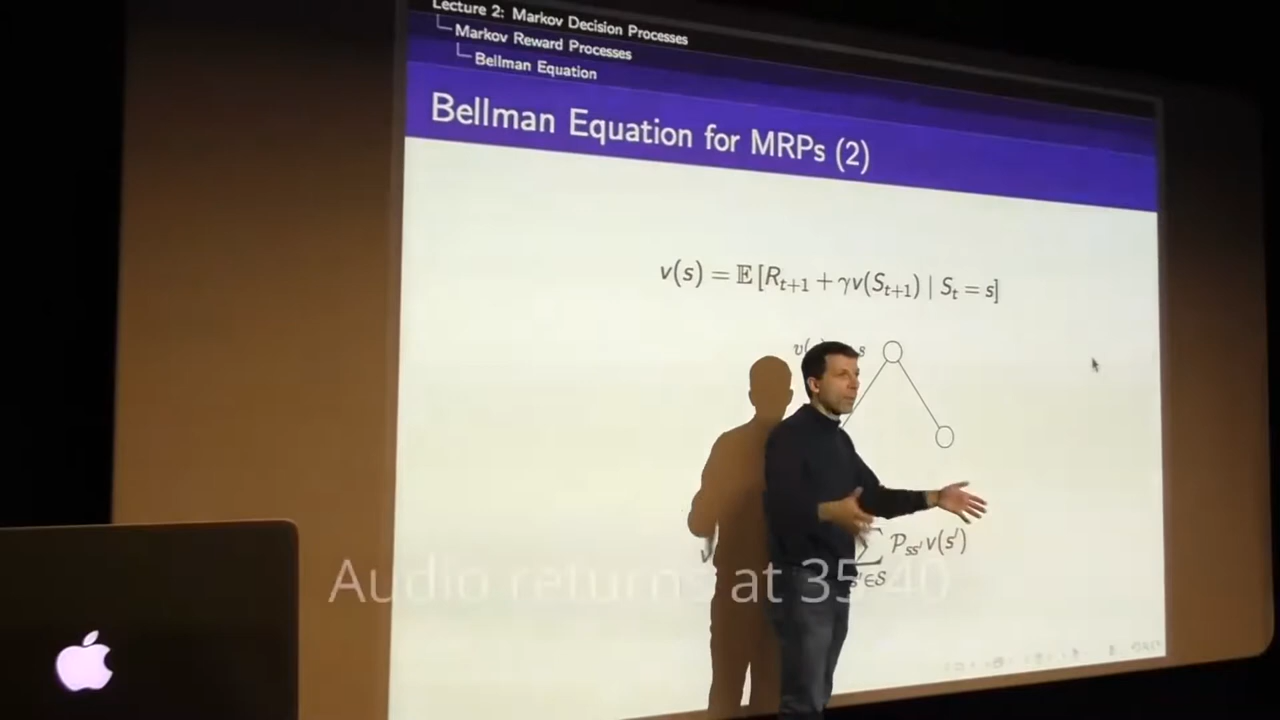 Lecture 2: Markov Decision Processes
Markov Reward Processes
Bellman Equation
Bellman Equation for MRPs (2)
v(s) = 𝔼 [R_{t+1} + γv(S_{t+1}) | S_t = s]
v( s
v ∑ 𝒫_{ss'} v(s')
s'∈𝒮
Audio returns at 35:40